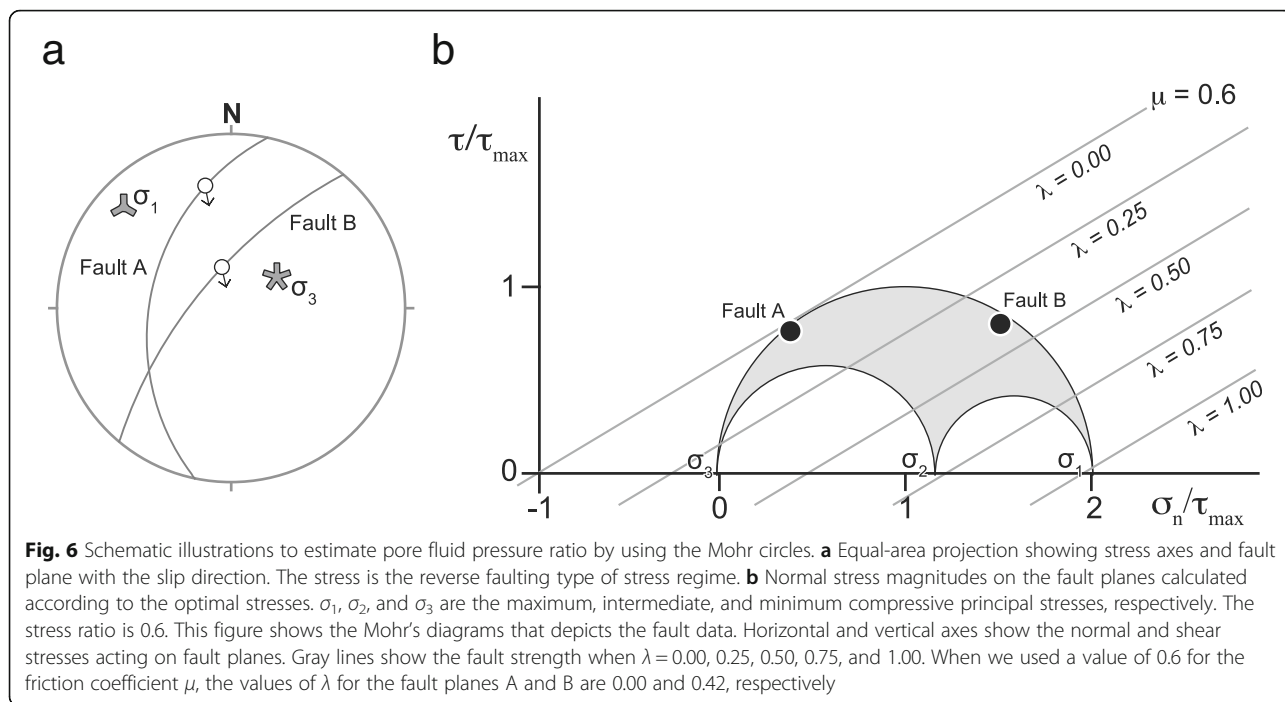 a
N
σ1
Fault A
Fault B
σ3
b
τ/τmax
μ = 0.6
λ = 0.00
λ = 0.25
λ = 0.50
λ = 0.75
λ = 1.00
1
Fault A
Fault B
0
σ3
σ2
σ1
-1
0
1
2
σn/τmax
Fig. 6 Schematic illustrations to estimate pore fluid pressure ratio by using the Mohr circles. a Equal-area projection showing stress axes and fault
plane with the slip direction. The stress is the reverse faulting type of stress regime. b Normal stress magnitudes on the fault planes calculated
according to the optimal stresses. σ1, σ2, and σ3 are the maximum, intermediate, and minimum compressive principal stresses, respectively. The
stress ratio is 0.6. This figure shows the Mohr's diagrams that depicts the fault data. Horizontal and vertical axes show the normal and shear
stresses acting on fault planes. Gray lines show the fault strength when λ = 0.00, 0.25, 0.50, 0.75, and 1.00. When we used a value of 0.6 for the
friction coefficient μ, the values of λ for the fault planes A and B are 0.00 and 0.42, respectively